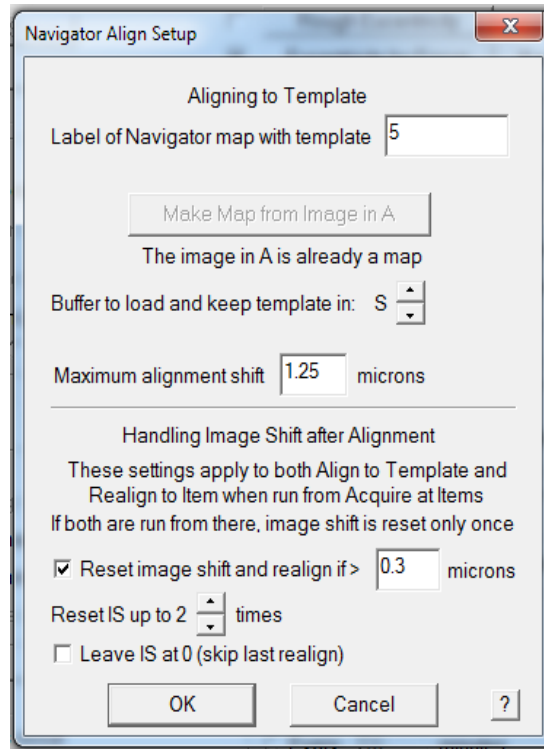 Navigator Align Setup
X
Aligning to Template
Label of Navigator map with template 5
Make Map from Image in A
The image in A is already a map
Buffer to load and keep template in: S
Maximum alignment shift 1.25 microns
Handling Image Shift after Alignment
These settings apply to both Align to Template and
Realign to Item when run from Acquire at Items
If both are run from there, image shift is reset only once
Reset image shift and realign if > 0.3 microns
Reset IS up to 2 times
Leave IS at 0 (skip last realign)
OK Cancel ?